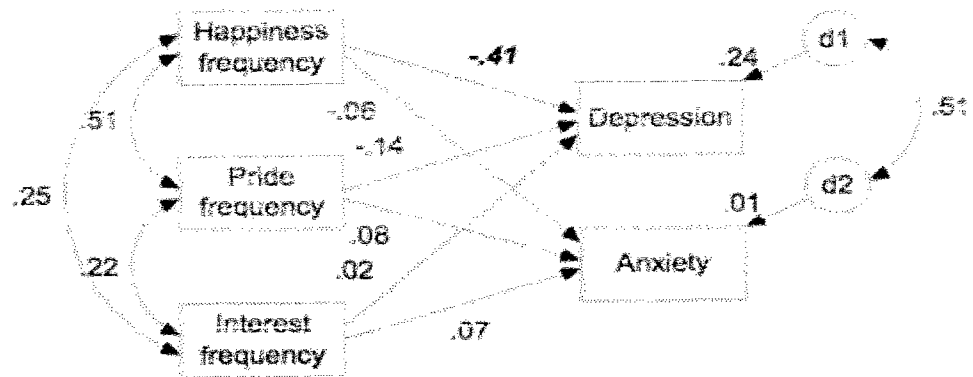 Happiness
frequency
-.41
.24
d1
-.06
Depression
.51
.51
-.14
Pride
frequency
.25
d2
.01
.08
.22
.02
Anxiety
Interest
frequency
.07